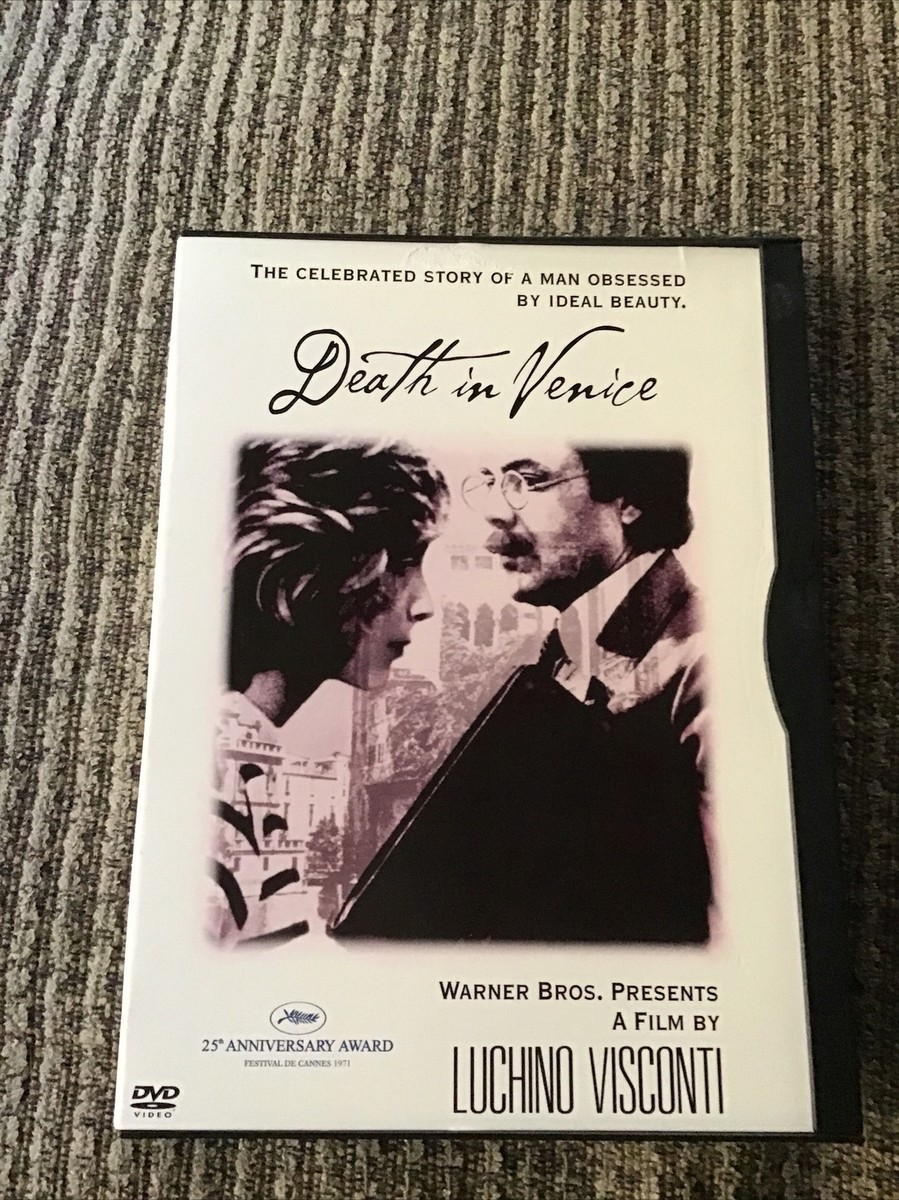 THE CELEBRATED STORY OF A MAN OBSESSED
BY IDEAL BEAUTY.
Death in Venice
WARNER BROS. PRESENTS
A FILM BY
LUCHINO VISCONTI
25th ANNIVERSARY AWARD
FESTIVAL DE CANNES 1971
DVD
VIDEO